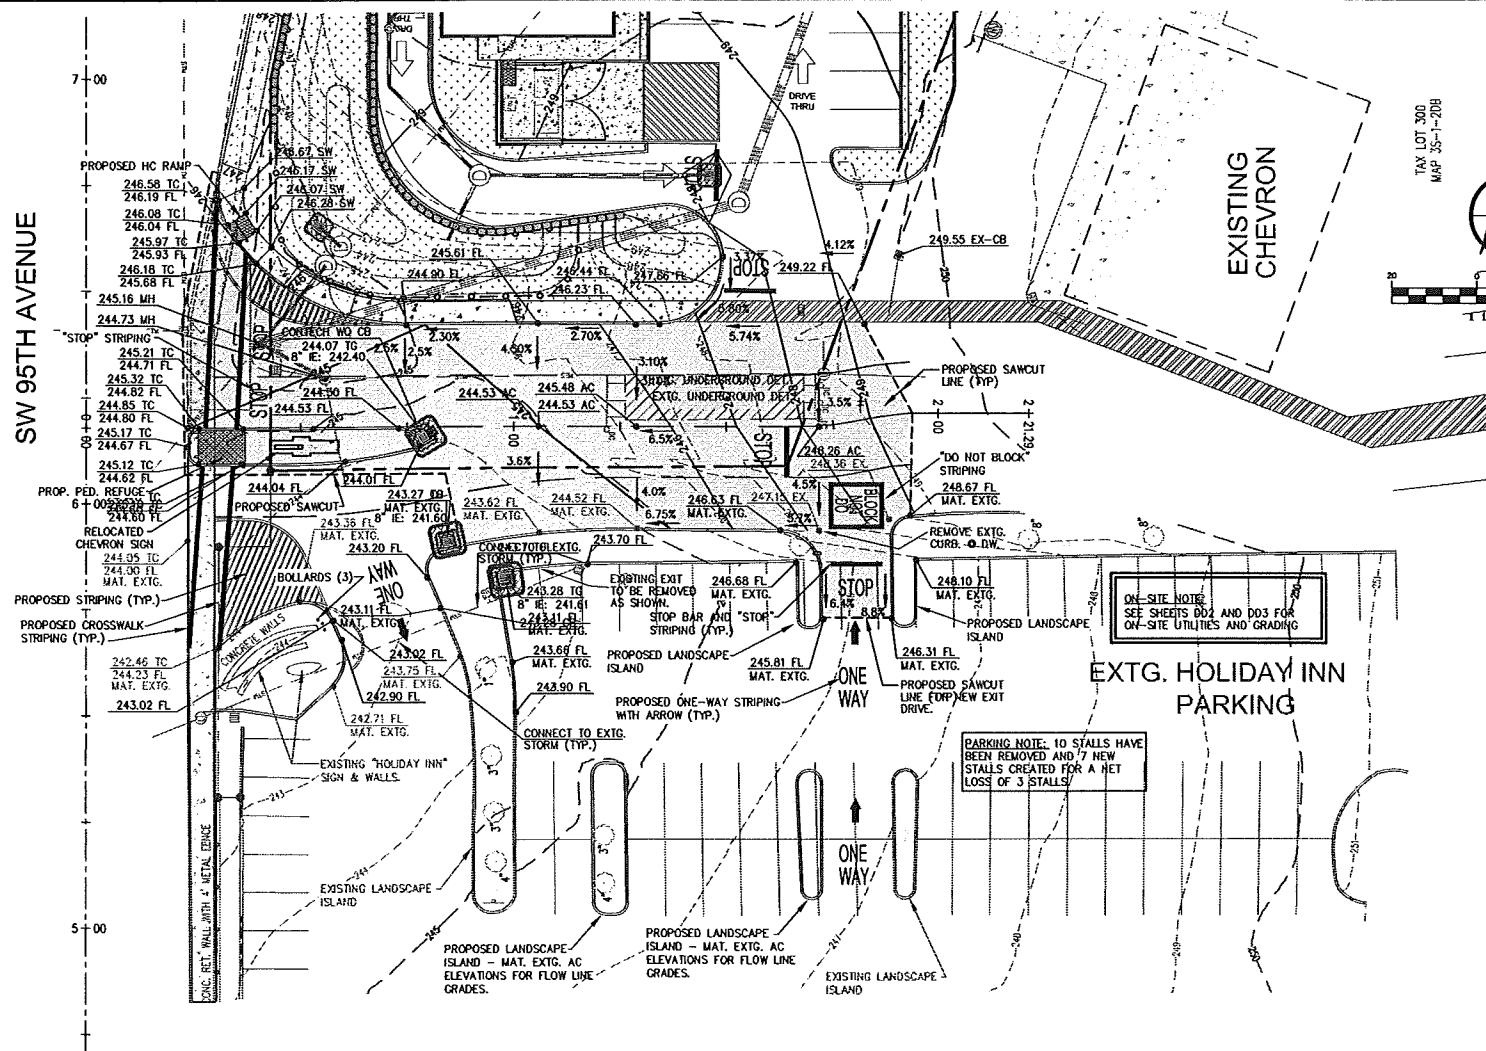 7+00
SW 95TH AVENUE
DRIVE
THRU
249
DRIVE
THRU
TAX LOT 300
MAP 3S-1-2DB
EXISTING
CHEVRON
20
0
PROPOSED HC RAMP
246.67 SW
246.17 SW
246.07 SW
246.28 SW
246.58 TC
246.19 FL
246.08 TC
246.04 FL
245.97 TC
245.93 FL
246.18 TC
245.68 FL
245.16 MH
244.73 MH
"STOP" STRIPING
245.21 TC
244.71 FL
245.32 TC
244.82 FL
244.85 TC
244.80 FL
245.17 TC
244.67 FL
245.12 TC
244.62 FL
PROP. PED. REFUGE
6+00
244.60 FL
RELOCATED
CHEVRON SIGN
244.00 FL
MAT. EXTG.
PROPOSED STRIPING (TYP.)
PROPOSED CROSSWALK
STRIPING (TYP.)
242.46 TC
244.23 FL
MAT. EXTG.
243.02 FL
245.61 FL
244.90 FL
246.44 FL
246.23 FL
247.66 FL
STOP
249.22 FL
4.12%
249.55 EX-CB
5.80%
5.74%
STOP
STOP
CONTECH WQ CB
244.07 TG
8" IE: 242.40
2.5%
2.30%
2.5%
4.60%
2.70%
3.10%
EXTG. UNDERGROUND DET.
EXTG. UNDERGROUND DET.
244.50 FL
244.53 FL
244.53 AC
245.48 AC
244.53 AC
3.5%
6.5%
3.6%
STOP
248.26 AC
248.36 EX.
PROPOSED SAWCUT
LINE (TYP)
2+00
2+21.29
"DO NOT BLOCK"
STRIPING
248.67 FL
MAT. EXTG.
DO
NOT
BLOCK
REMOVE EXTG.
CURB @ DW.
4.5%
4.0%
6.75%
244.04 FL
244.01 FL
PROPOSED SAWCUT
243.27
8" IE: 241.60
243.62 FL
MAT. EXTG.
244.52 FL
MAT. EXTG.
246.63 FL
MAT. EXTG.
247.15 EX.
243.36 FL
MAT. EXTG.
243.20 FL
ONE
WAY
BOLLARDS (3)
243.11 FL
MAT. EXTG.
CONCRETE WALLS
243.02 FL
243.75 FL
MAT. EXTG.
242.90 FL
242.71 FL
MAT. EXTG.
EXISTING "HOLIDAY INN"
SIGN & WALLS.
CONNECT TO EXTG.
STORM (TYP.)
243.70 FL
243.28 TG
8" IE: 241.61
MAT. EXTG.
243.66 FL
MAT. EXTG.
243.90 FL
CONNECT TO EXTG.
STORM (TYP.)
EXISTING EXIT
TO BE REMOVED
AS SHOWN.
246.68 FL
MAT. EXTG.
STOP BAR AND "STOP"
STRIPING (TYP.)
PROPOSED LANDSCAPE
ISLAND
STOP
6.4%
8.8%
248.10 FL
MAT. EXTG.
PROPOSED LANDSCAPE
ISLAND
245.81 FL
MAT. EXTG.
246.31 FL
MAT. EXTG.
ONE
WAY
PROPOSED ONE-WAY STRIPING
WITH ARROW (TYP.)
PROPOSED SAWCUT
LINE FOR NEW EXIT
DRIVE.
ON-SITE NOTE:
SEE SHEETS DD2 AND DD3 FOR
ON-SITE UTILITIES AND GRADING
EXTG. HOLIDAY INN
PARKING
PARKING NOTE: 10 STALLS HAVE
BEEN REMOVED AND 7 NEW
STALLS CREATED FOR A NET
LOSS OF 3 STALLS
ONE
WAY
CONC. RET. WALL WITH 4' METAL FENCE
EXISTING LANDSCAPE
ISLAND
5+00
PROPOSED LANDSCAPE
ISLAND - MAT. EXTG. AC
ELEVATIONS FOR FLOW LINE
GRADES.
PROPOSED LANDSCAPE
ISLAND - MAT. EXTG. AC
ELEVATIONS FOR FLOW LINE
GRADES.
EXISTING LANDSCAPE
ISLAND